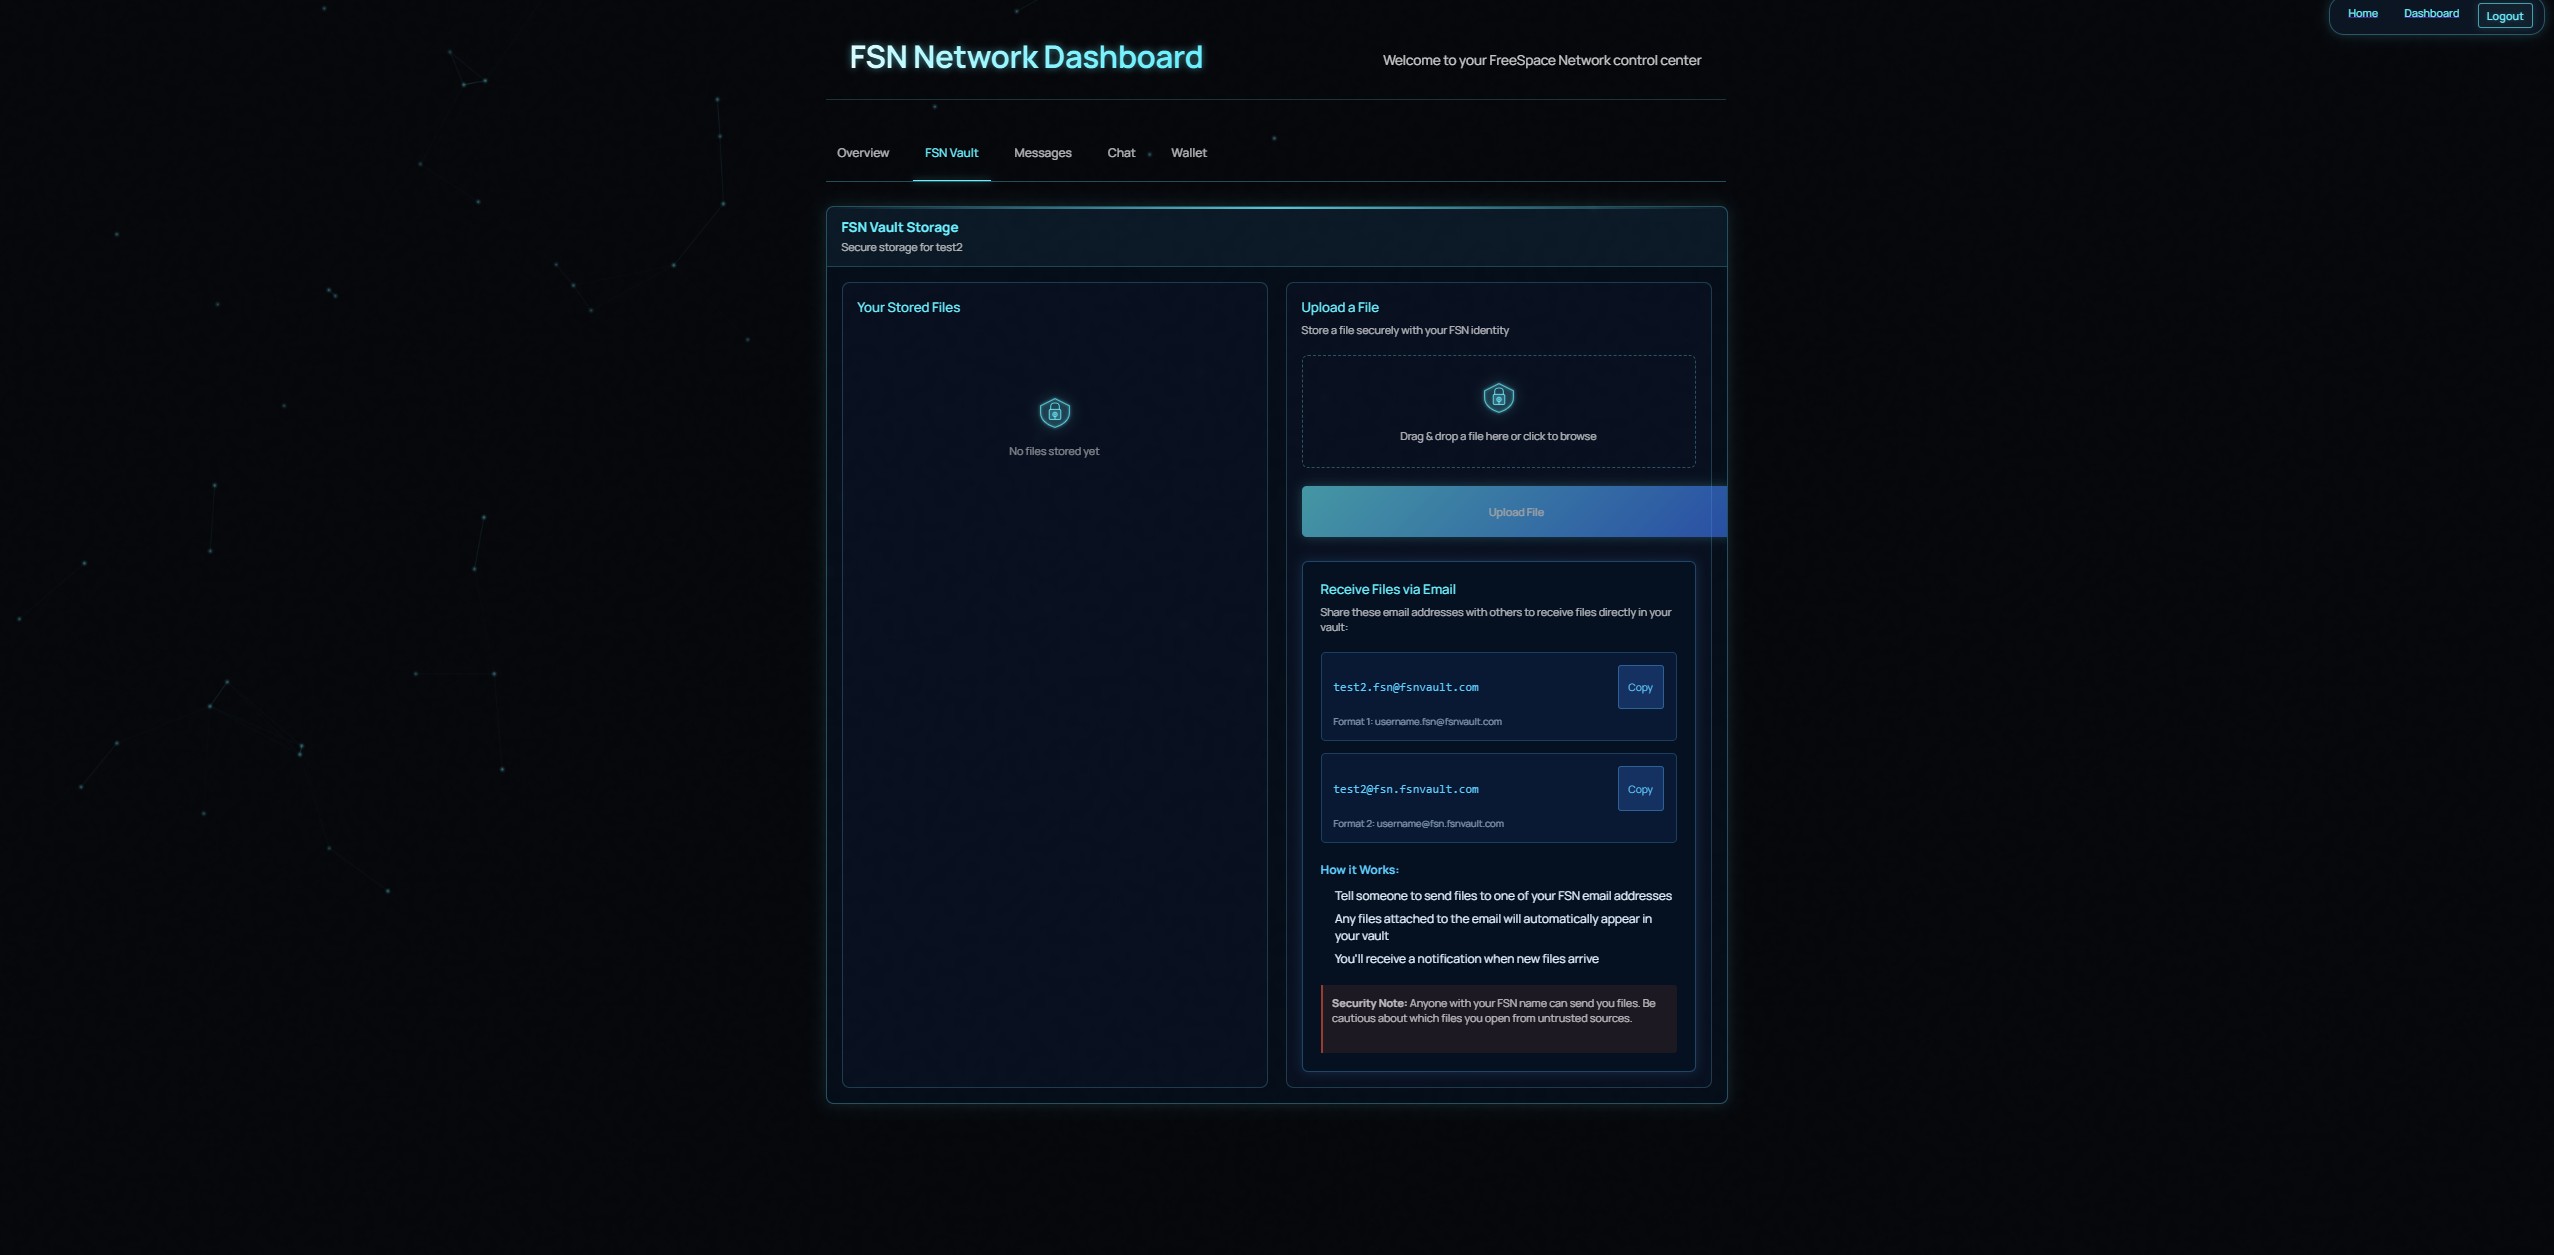 Home Dashboard Logout
FSN Network Dashboard
Welcome to your FreeSpace Network control center
Overview FSN Vault Messages Chat Wallet
FSN Vault Storage
Secure storage for test2
Your Stored Files
No files stored yet
Upload a File
Store a file securely with your FSN identity
Drag & drop a file here or click to browse
Upload File
Receive Files via Email
Share these email addresses with others to receive files directly in your
vault:
test2.fsn@fsnvault.com
Copy
Format 1: username.fsn@fsnvault.com
test2@fsn.fsnvault.com
Copy
Format 2: username@fsn.fsnvault.com
How it Works:
Tell someone to send files to one of your FSN email addresses
Any files attached to the email will automatically appear in
your vault
You'll receive a notification when new files arrive
Security Note: Anyone with your FSN name can send you files. Be
cautious about which files you open from untrusted sources.